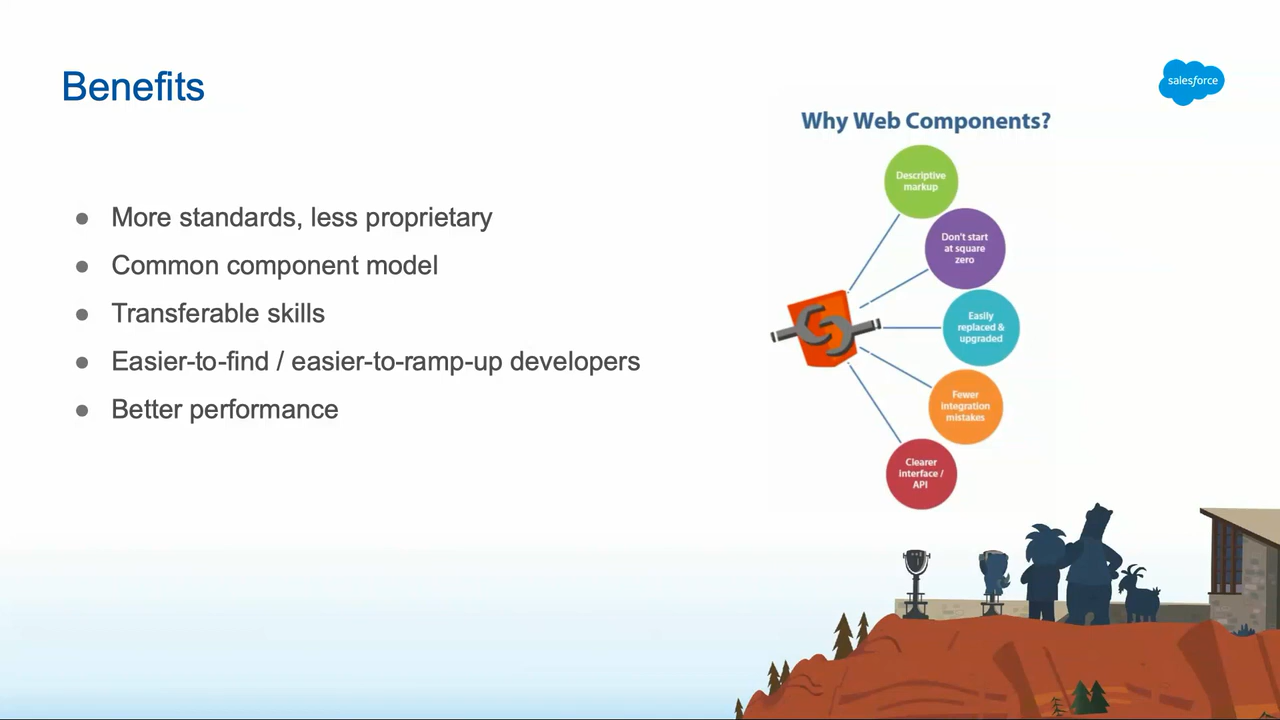 Benefits
salesforce
● More standards, less proprietary
● Common component model
● Transferable skills
● Easier-to-find / easier-to-ramp-up developers
● Better performance
Why Web Components?
Descriptive
markup
Don't start
at square
zero
Easily
replaced &
upgraded
Fewer
integration
mistakes
Clearer
interface /
API